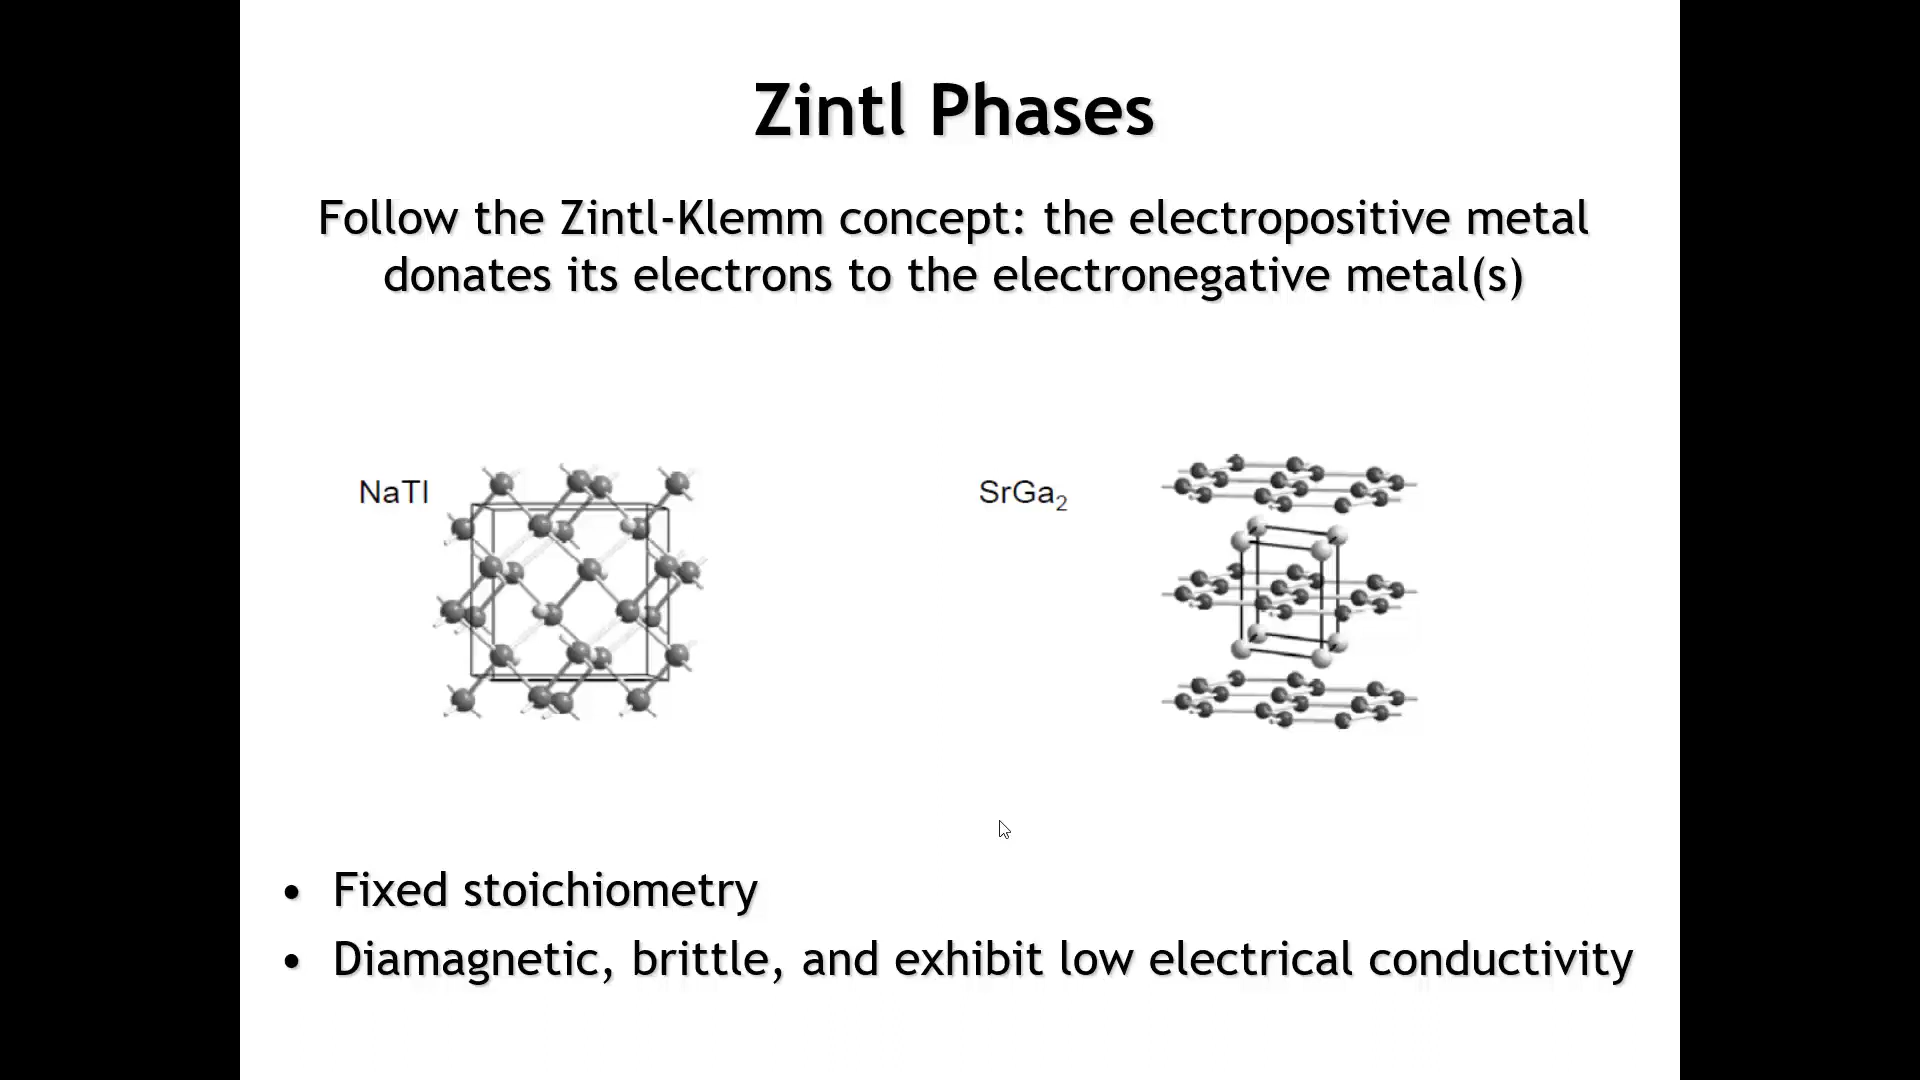 Zintl Phases
Follow the Zintl-Klemm concept: the electropositive metal
donates its electrons to the electronegative metal(s)
NaTl
SrGa₂
• Fixed stoichiometry
• Diamagnetic, brittle, and exhibit low electrical conductivity